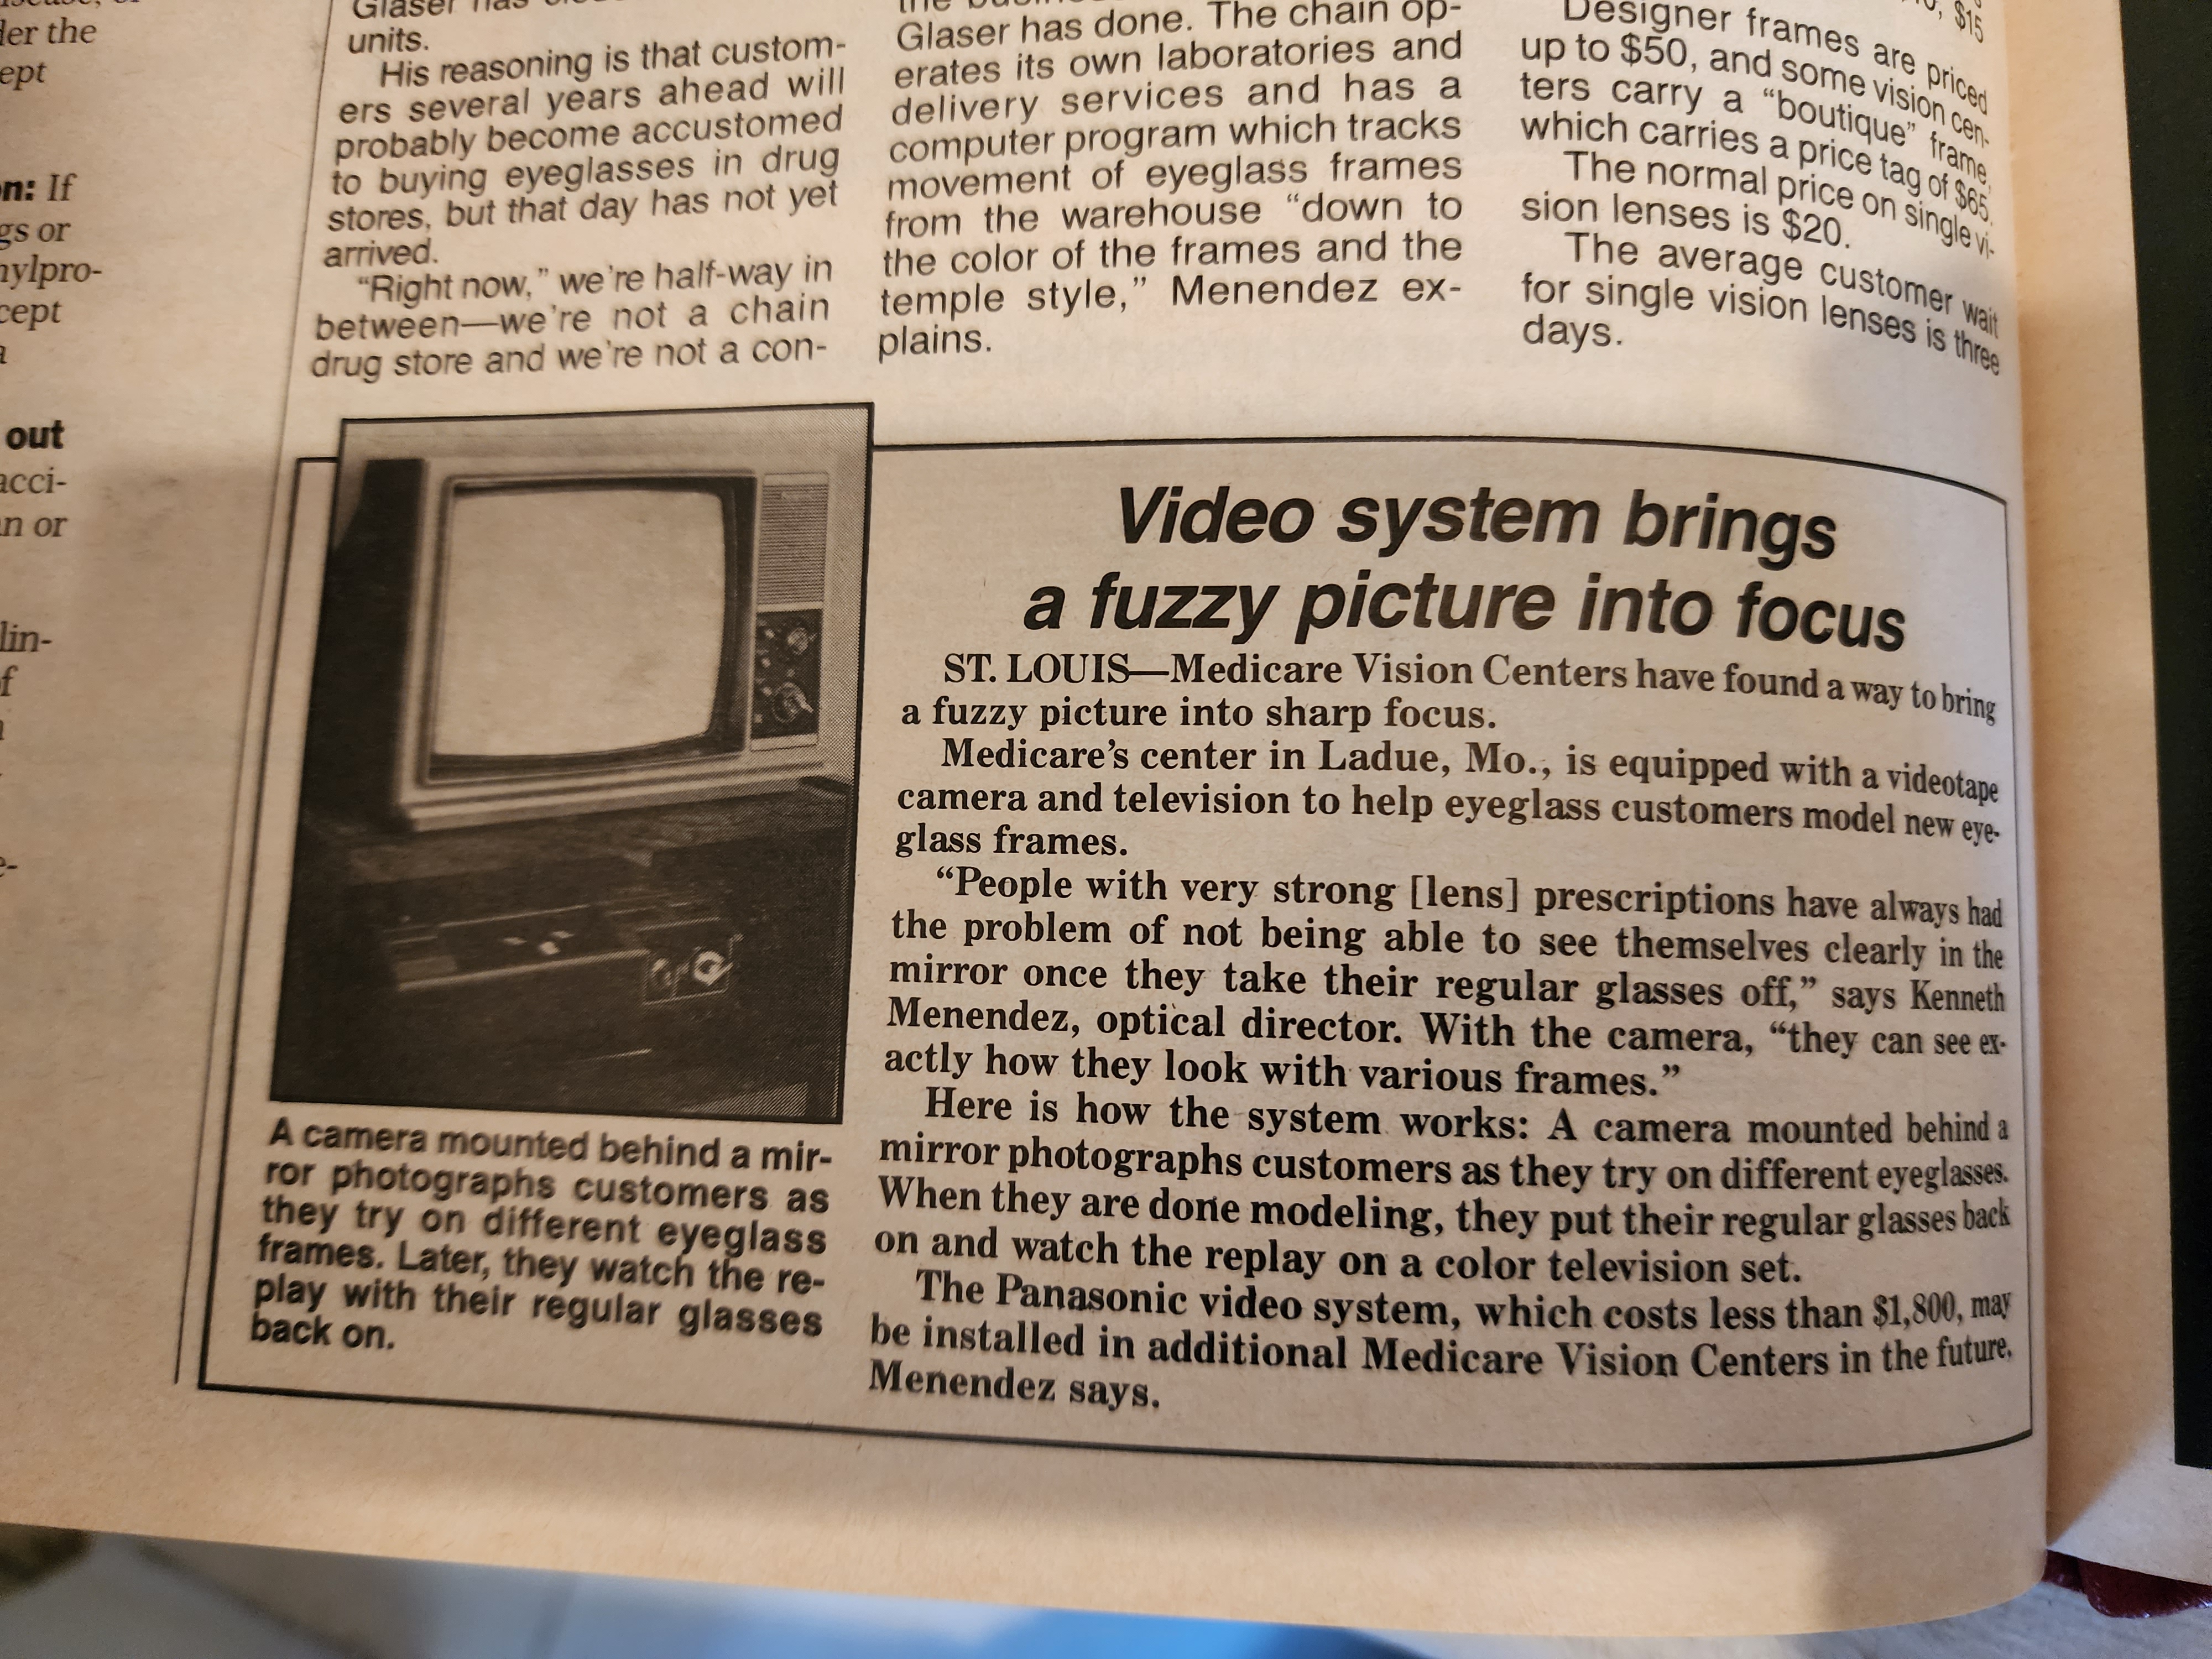 ler the
ept
n: If
gs or
nylpro-
cept
a
out
acci-
n or
lin-
f
e-
Glaser has
units.
His reasoning is that custom-
ers several years ahead will
probably become accustomed
to buying eyeglasses in drug
stores, but that day has not yet
arrived.
“Right now,” we’re half-way in
between—we’re not a chain
drug store and we’re not a con-
Glaser has done. The chain op-
erates its own laboratories and
delivery services and has a
computer program which tracks
movement of eyeglass frames
from the warehouse “down to
the color of the frames and the
temple style,” Menendez ex-
plains.
$15
Designer frames are priced
up to $50, and some vision cen-
ters carry a “boutique” frame,
which carries a price tag of $65.
The normal price on single vi-
sion lenses is $20.
The average customer wait
for single vision lenses is three
days.
Video system brings
a fuzzy picture into focus
ST. LOUIS—Medicare Vision Centers have found a way to bring
a fuzzy picture into sharp focus.
Medicare’s center in Ladue, Mo., is equipped with a videotape
camera and television to help eyeglass customers model new eye-
glass frames.
“People with very strong [lens] prescriptions have always had
the problem of not being able to see themselves clearly in the
mirror once they take their regular glasses off,” says Kenneth
Menendez, optical director. With the camera, “they can see ex-
actly how they look with various frames.”
Here is how the system works: A camera mounted behind a
mirror photographs customers as they try on different eyeglasses.
When they are done modeling, they put their regular glasses back
on and watch the replay on a color television set.
The Panasonic video system, which costs less than $1,800, may
be installed in additional Medicare Vision Centers in the future,
Menendez says.
A camera mounted behind a mir-
ror photographs customers as
they try on different eyeglass
frames. Later, they watch the re-
play with their regular glasses
back on.